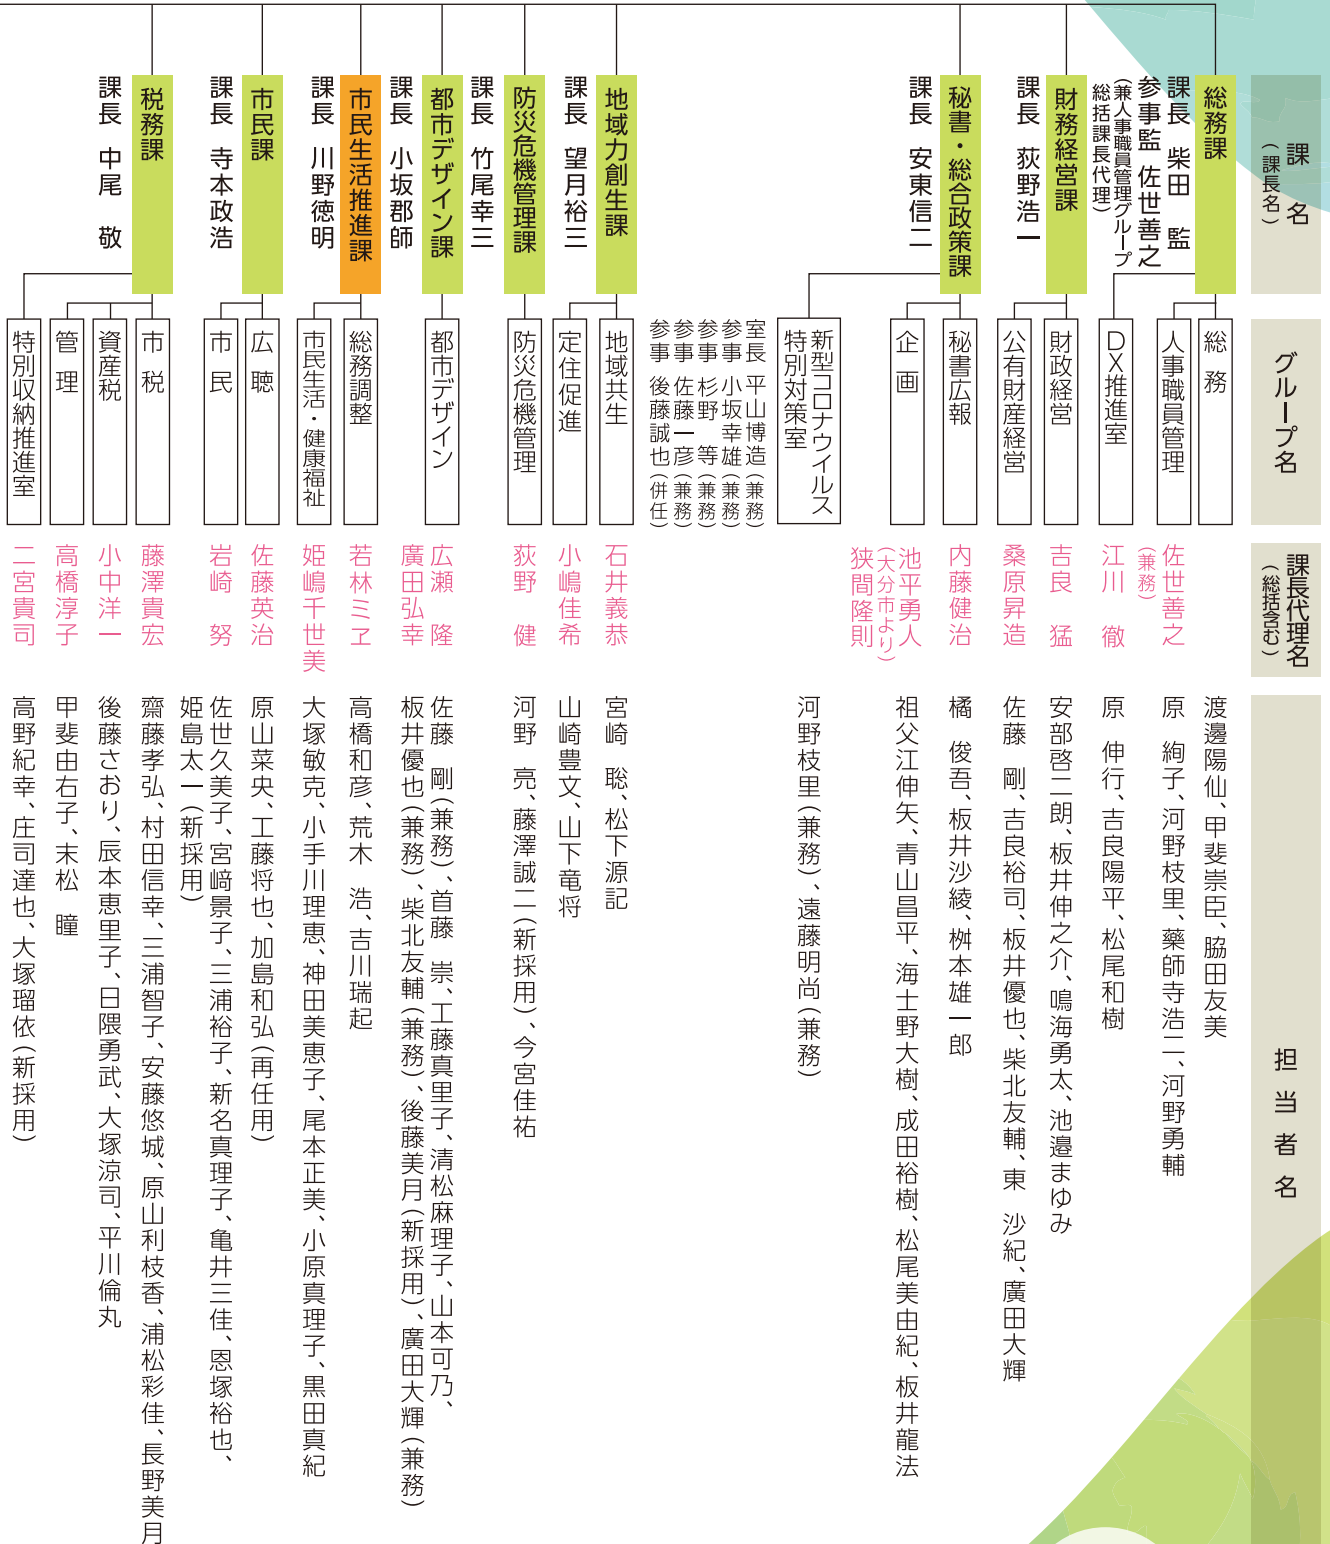 課　名
（課長名）
グループ名
課長代理名
（総括含む）
担当者名
総務課
課長　柴田　監
参事監　佐世善之
（兼人事職員管理グループ
総括課長代理）
総務
渡邊陽仙、甲斐崇臣、脇田友美
人事職員管理
佐世善之
（兼務）
原　絢子、河野枝里、藥師寺浩二、河野勇輔
DX推進室
江川　徹
原　伸行、吉良陽平、松尾和樹
財務経営課
課長　荻野浩一
財政経営
吉良　猛
安部啓二朗、板井伸之介、鳴海勇太、池邉まゆみ
公有財産経営
桑原昇造
佐藤　剛、吉良裕司、板井優也、柴北友輔、東　沙紀、廣田大輝
秘書・総合政策課
課長　安東信二
秘書広報
内藤健治
橘　俊吾、板井沙綾、桝本雄一郎
企画
池平勇人
（大分市より）
狭間隆則
祖父江伸矢、青山昌平、海士野大樹、成田裕樹、松尾美由紀、板井龍法
新型コロナウイルス
特別対策室
室長　平山博造（兼務）
参事　小坂幸雄（兼務）
参事　杉野　等（兼務）
参事　佐藤一彦（兼務）
参事　後藤誠也（併任）
河野枝里（兼務）、遠藤明尚（兼務）
地域力創生課
課長　望月裕三
地域共生
石井義恭
宮崎　聡、松下源記
定住促進
小嶋佳希
山崎豊文、山下竜将
防災危機管理課
課長　竹尾幸三
防災危機管理
荻野　健
河野　亮、藤澤誠二（新採用）、今宮佳祐
都市デザイン課
課長　小坂郡師
都市デザイン
広瀬　隆
廣田弘幸
佐藤　剛（兼務）、首藤　崇、工藤真里子、清松麻理子、山本可乃、
板井優也（兼務）、柴北友輔（兼務）、後藤美月（新採用）、廣田大輝（兼務）
市民生活推進課
課長　川野徳明
総務調整
若林ミヱ
高橋和彦、荒木　浩、吉川瑞起
市民生活・健康福祉
姫嶋千世美
大塚敏克、小手川理恵、神田美恵子、尾本正美、小原真理子、黒田真紀
市民課
課長　寺本政浩
広聴
佐藤英治
原山菜央、工藤将也、加島和弘（再任用）
市民
岩崎　努
佐世久美子、宮﨑景子、三浦裕子、新名真理子、亀井三佳、恩塚裕也、
姫島太一（新採用）
税務課
課長　中尾　敬
市税
藤澤貴宏
齋藤孝弘、村田信幸、三浦智子、安藤悠城、原山利枝香、浦松彩佳、長野美月
資産税
小中洋一
後藤さおり、辰本恵里子、日隈勇武、大塚涼司、平川倫丸
管理
高橋淳子
甲斐由右子、末松　瞳
特別収納推進室
二宮貴司
高野紀幸、庄司達也、大塚瑠依（新採用）